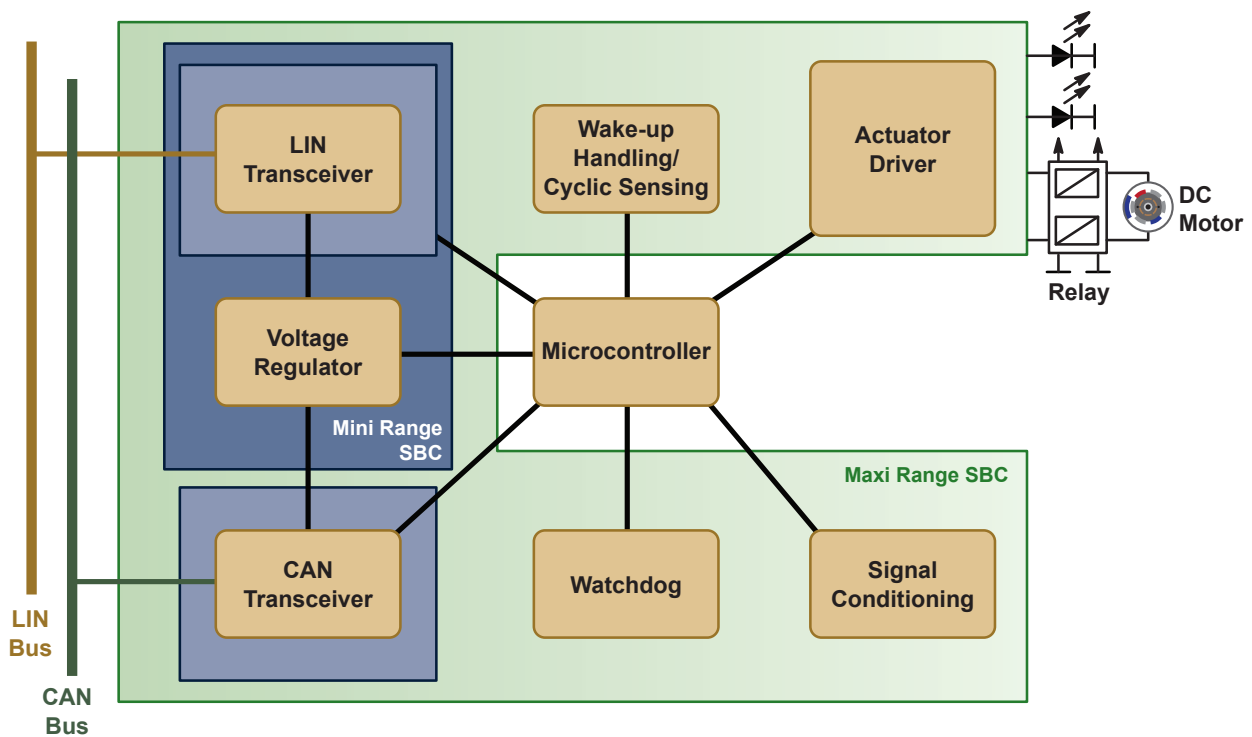 LIN
Transceiver
Wake-up
Handling/
Cyclic Sensing
Actuator
Driver
DC
Motor
Relay
Voltage
Regulator
Microcontroller
Mini Range
SBC
Maxi Range SBC
CAN
Transceiver
Watchdog
Signal
Conditioning
LIN
Bus
CAN
Bus